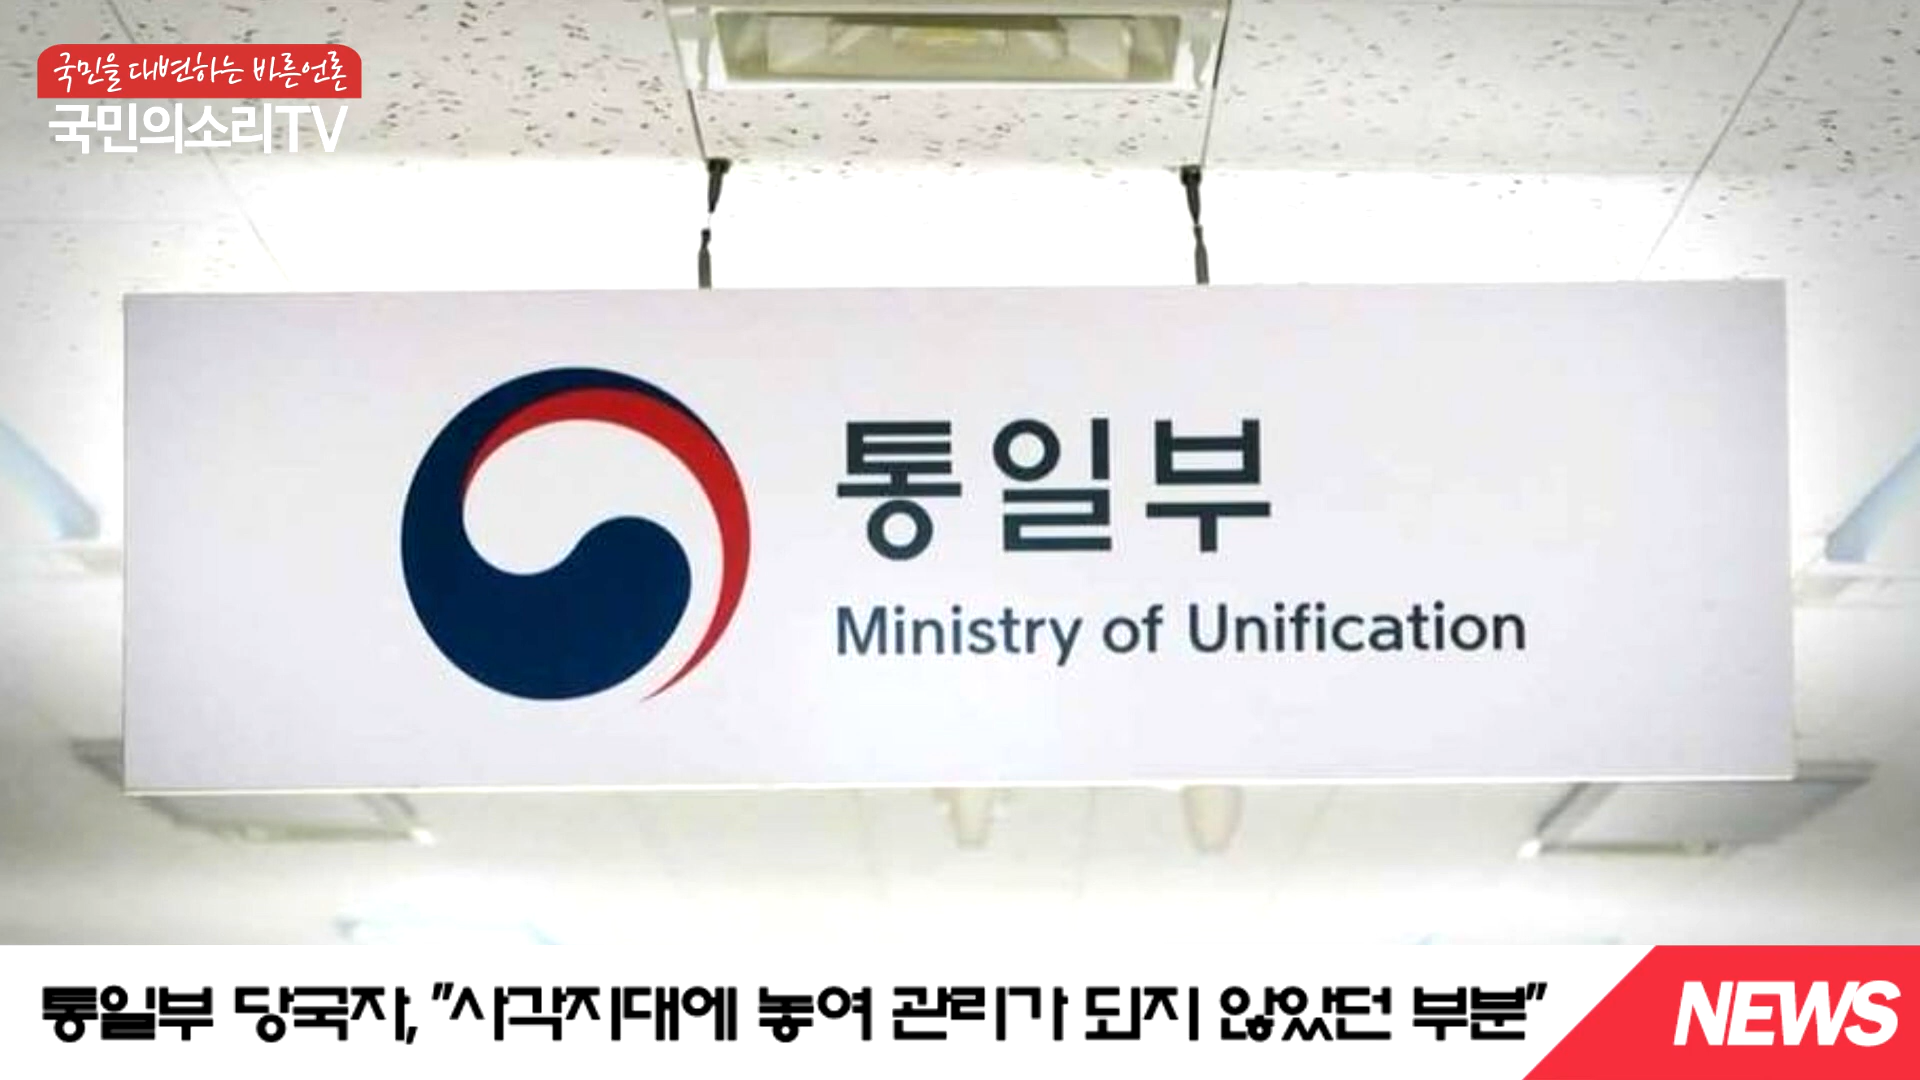 국민을 대변하는 바른언론
국민의소리TV
통일부
Ministry of Unification
통일부 당국자, "사각지대에 놓여 관리가 되지 않았던 부분"
NEWS